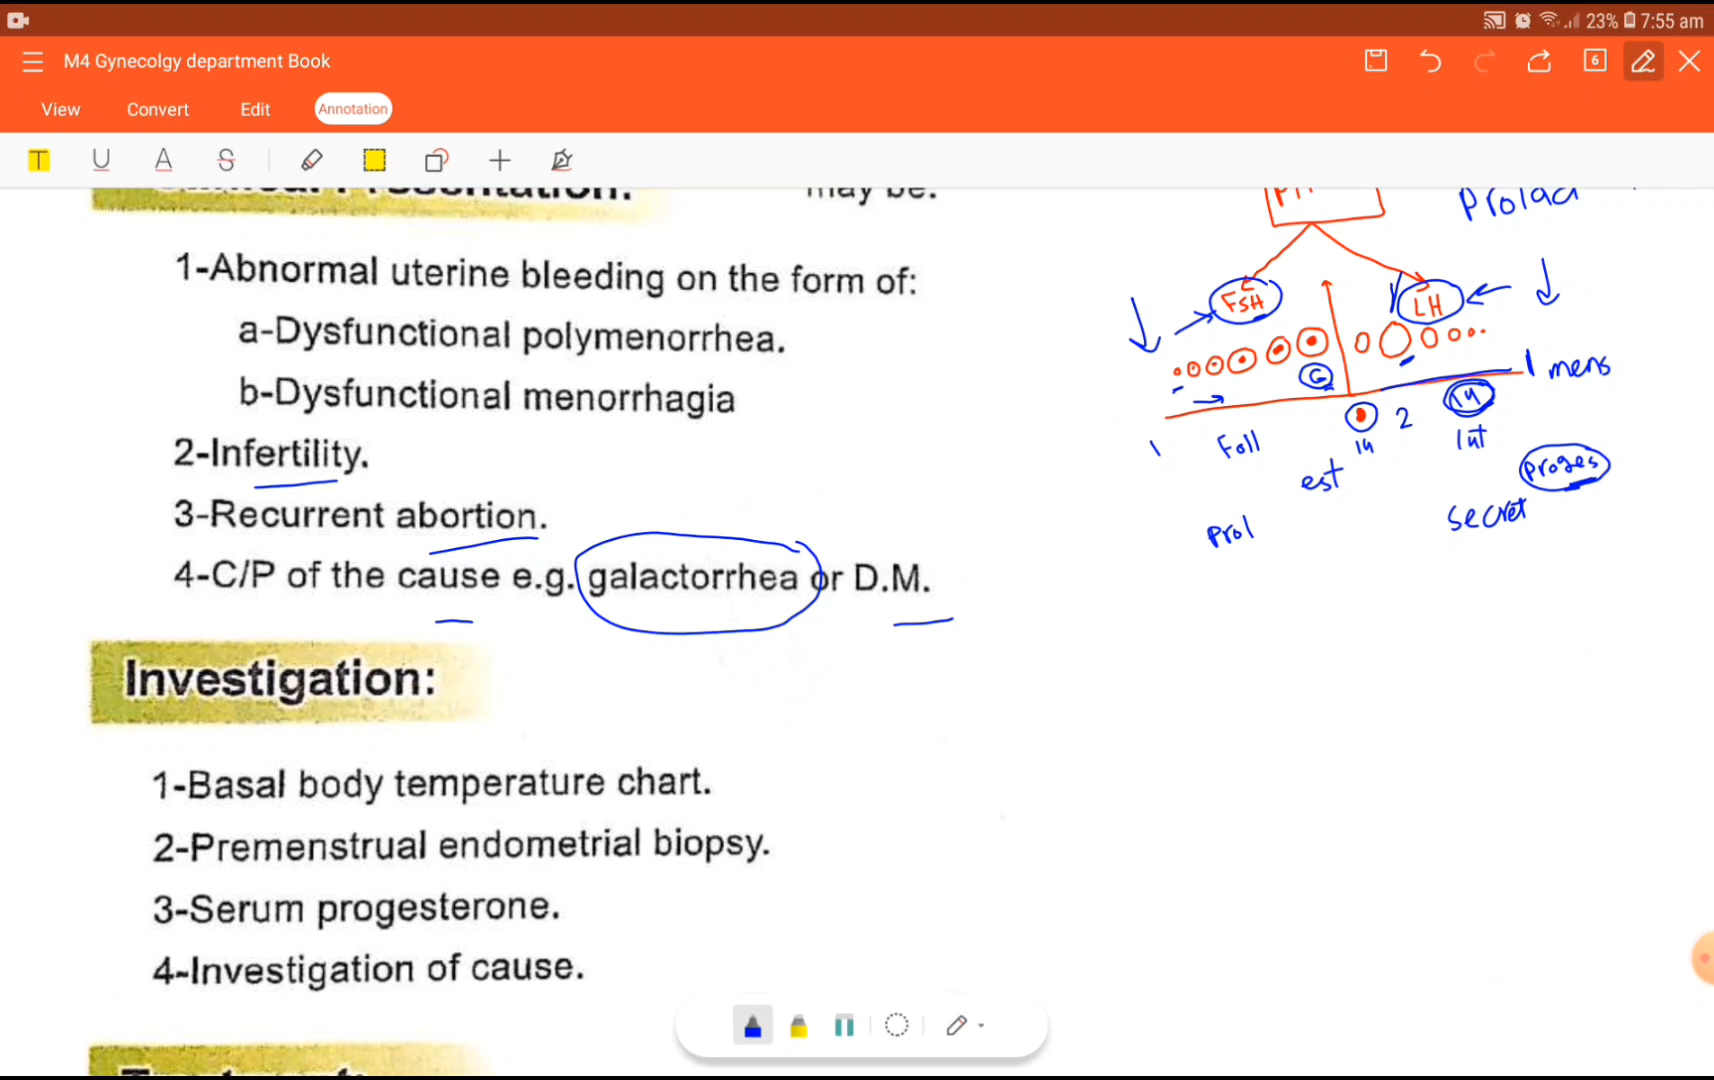 23% 7:55 am
M4 Gynecolgy department Book
6
View Convert Edit Annotation
T U A S
may be:
1-Abnormal uterine bleeding on the form of:
a-Dysfunctional polymenorrhea.
b-Dysfunctional menorrhagia
2-Infertility.
3-Recurrent abortion.
4-C/P of the cause e.g. galactorrhea or D.M.
Investigation:
1-Basal body temperature chart.
2-Premenstrual endometrial biopsy.
3-Serum progesterone.
4-Investigation of cause.
Prolact
FSH LH
G
mens
14
1 Foll 14 2 lut
est proges
Prol secret